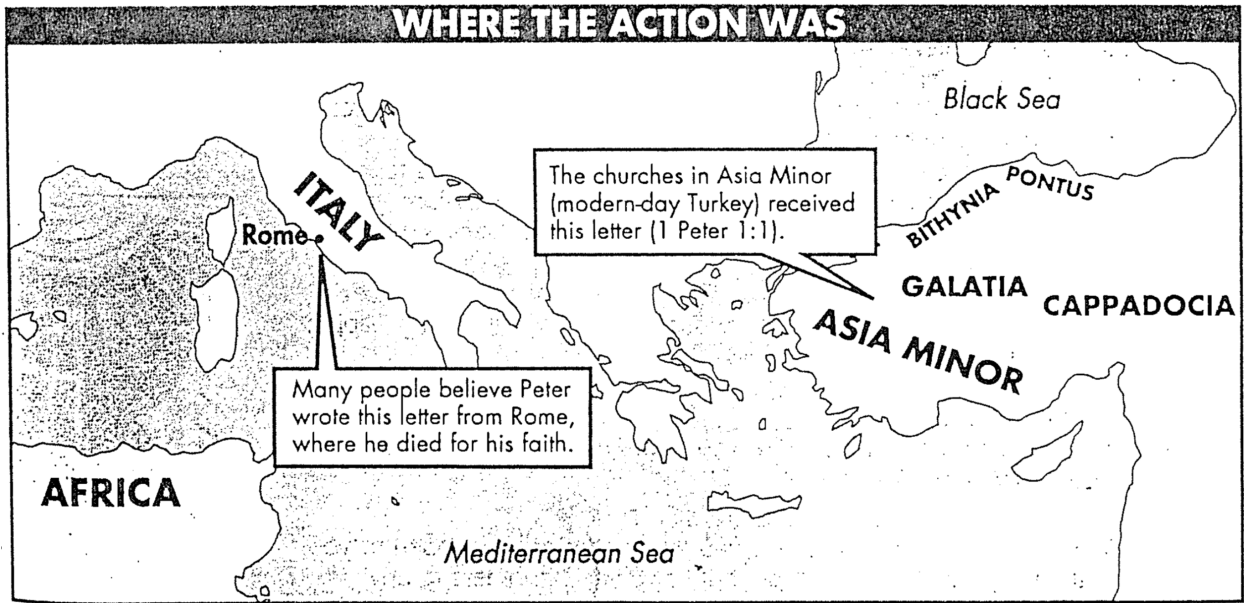 WHERE THE ACTION WAS
Black Sea
The churches in Asia Minor
(modern-day Turkey) received
this letter (1 Peter 1:1).
PONTUS
BITHYNIA
ITALY
Rome
GALATIA
CAPPADOCIA
ASIA MINOR
Many people believe Peter
wrote this letter from Rome,
where he died for his faith.
AFRICA
Mediterranean Sea